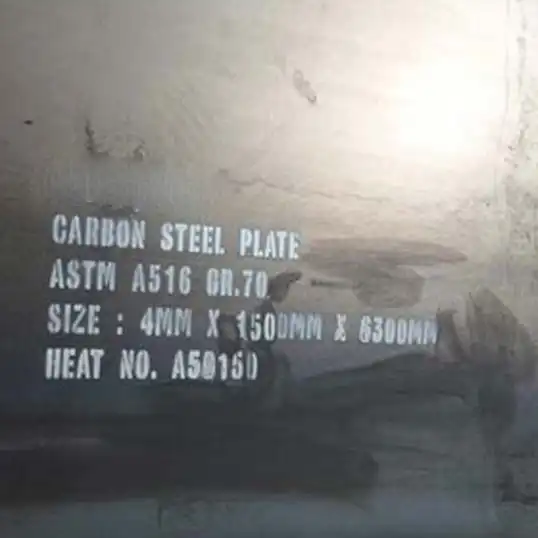 CARBON STEEL PLATE
ASTM A516 GR.70
SIZE : 4MM X 1500MM X 6300MM
HEAT NO. A50150